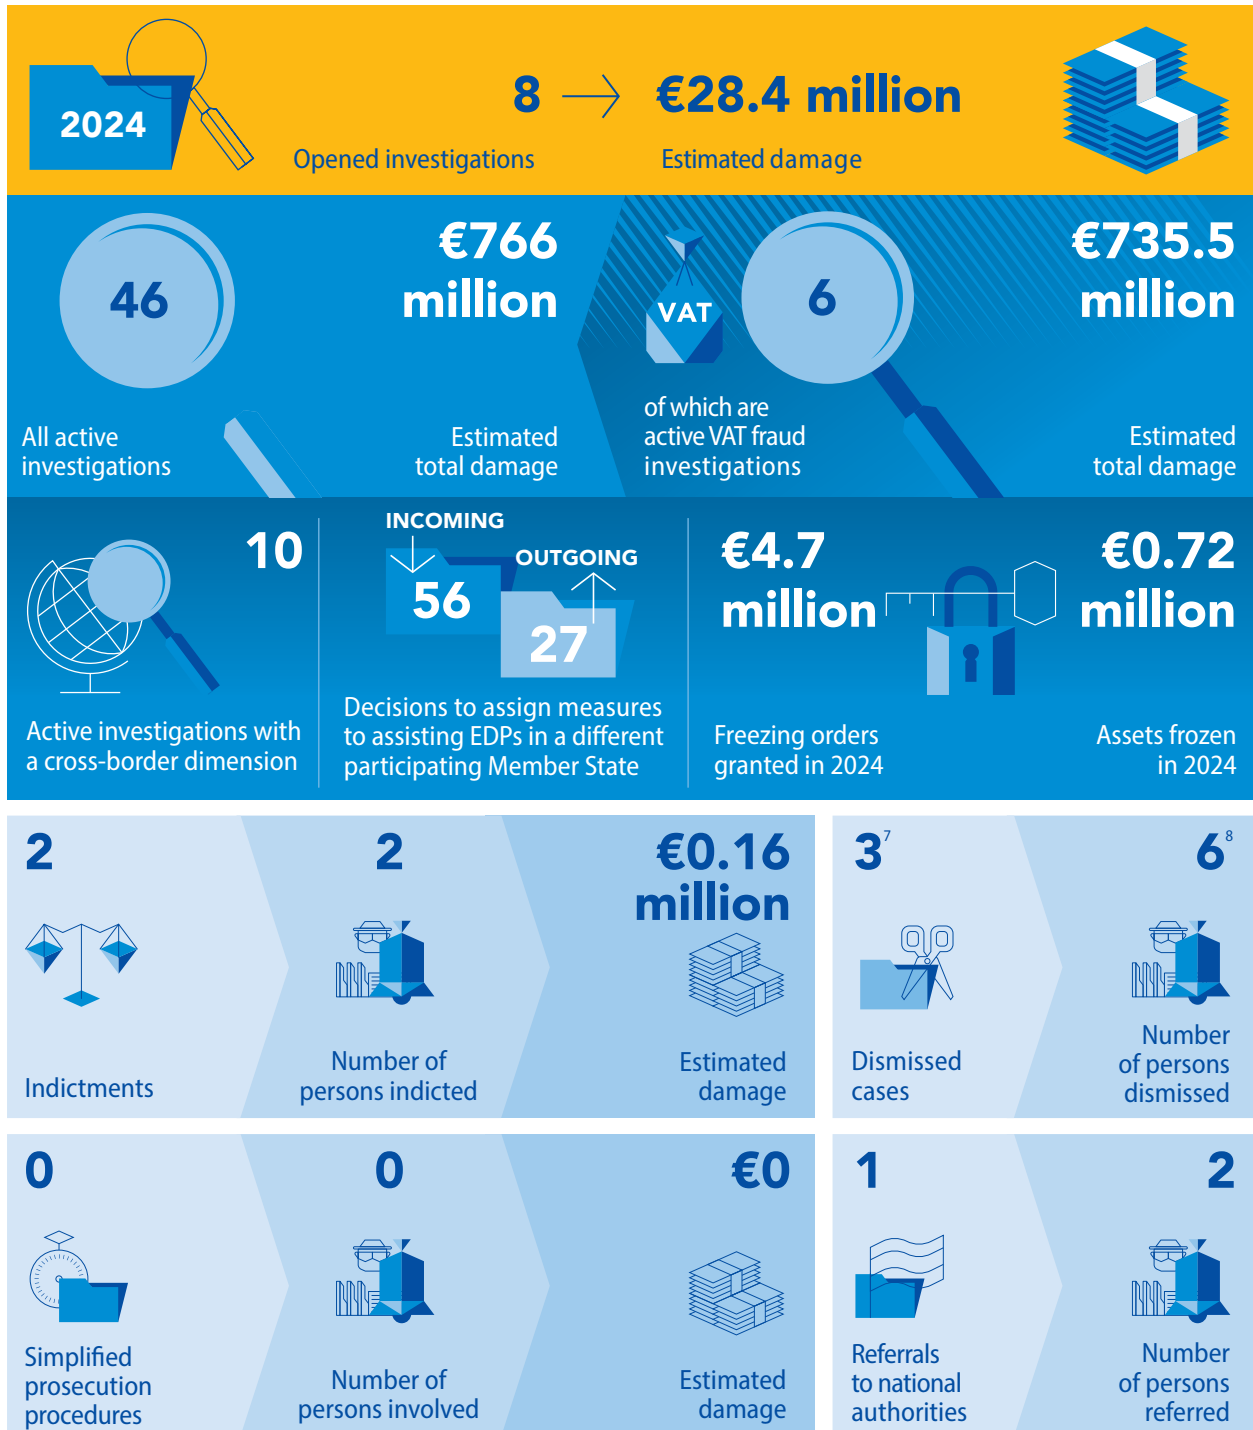 2024
8
€28.4 million
Opened investigations
Estimated damage
46
€766
million
All active
investigations
Estimated
total damage
VAT
6
€735.5
million
of which are
active VAT fraud
investigations
Estimated
total damage
10
Active investigations with
a cross-border dimension
INCOMING
56
OUTGOING
27
Decisions to assign measures
to assisting EDPs in a different
participating Member State
€4.7
million
Freezing orders
granted in 2024
€0.72
million
Assets frozen
in 2024
2
Indictments
2
Number of
persons indicted
€0.16
million
Estimated
damage
3⁷
Dismissed
cases
6⁸
Number
of persons
dismissed
0
Simplified
prosecution
procedures
0
Number of
persons involved
€0
Estimated
damage
1
Referrals
to national
authorities
2
Number
of persons
referred